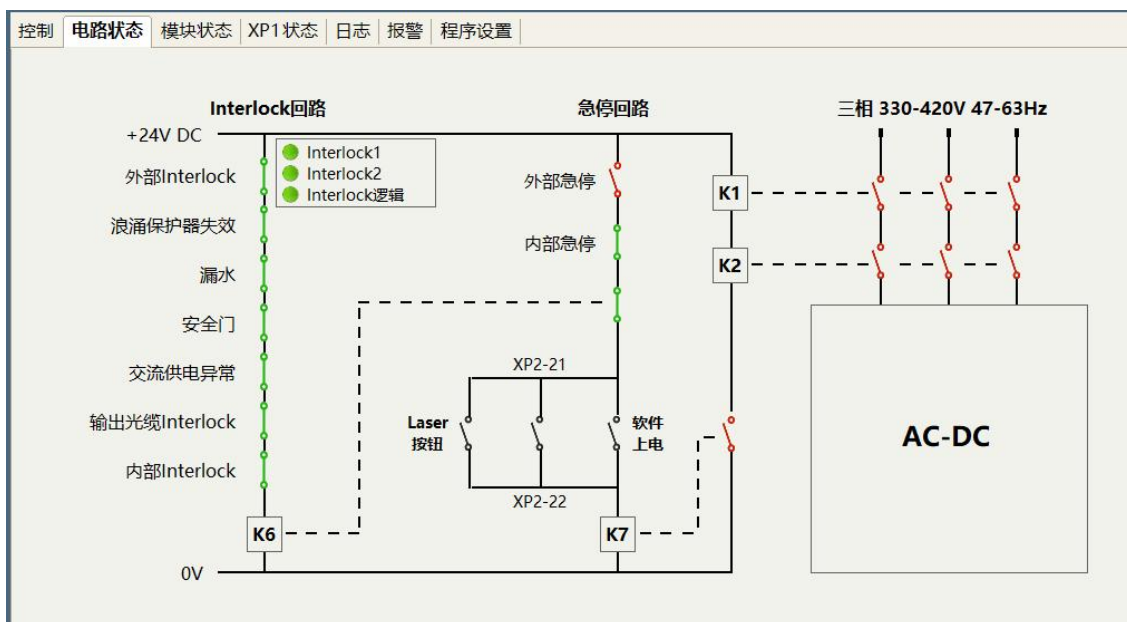 控制 电路状态 模块状态 XP1状态 日志 报警 程序设置
Interlock回路
急停回路
三相 330-420V 47-63Hz
+24V DC
Interlock1
Interlock2
Interlock逻辑
外部Interlock
外部急停
K1
浪涌保护器失效
内部急停
K2
漏水
安全门
交流供电异常
XP2-21
输出光缆Interlock
Laser
按钮
软件
上电
AC-DC
内部Interlock
XP2-22
K6
K7
0V